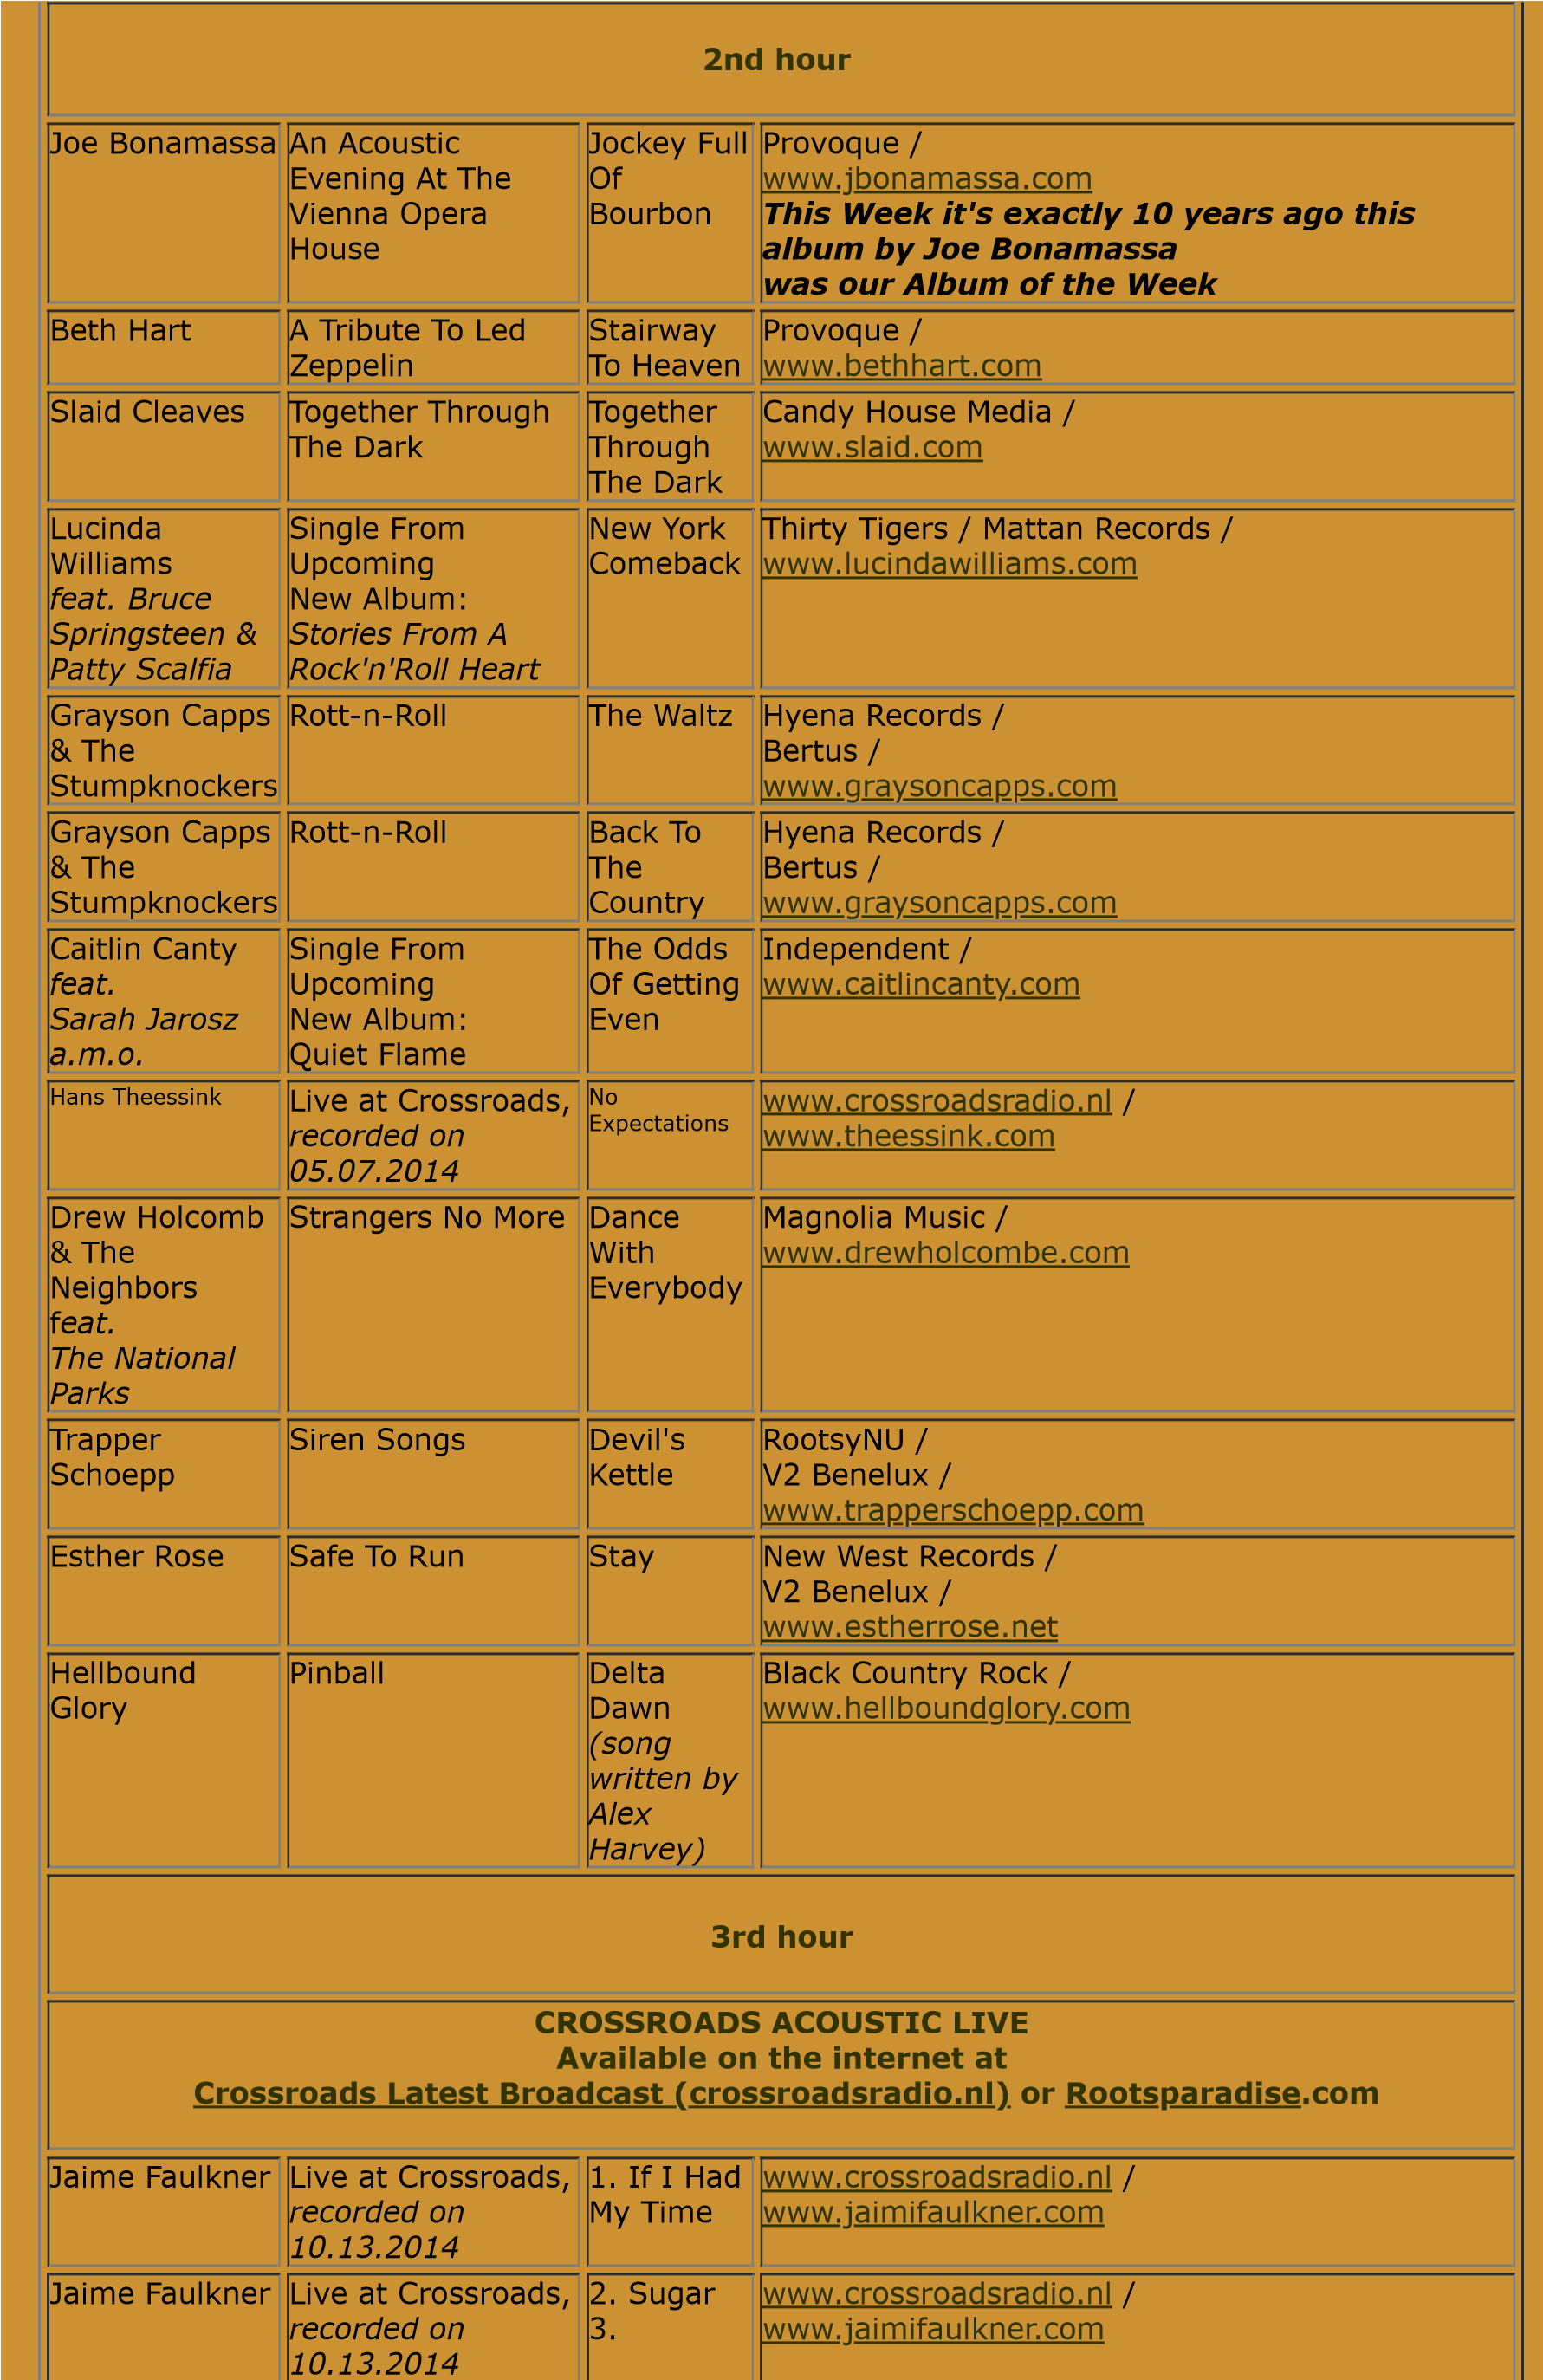 2nd hour
Joe Bonamassa
An Acoustic
Evening At The
Vienna Opera
House
Jockey Full
Of
Bourbon
Provoque /
www.jbonamassa.com
This Week it's exactly 10 years ago this
album by Joe Bonamassa
was our Album of the Week
Beth Hart
A Tribute To Led
Zeppelin
Stairway
To Heaven
Provoque /
www.bethhart.com
Slaid Cleaves
Together Through
The Dark
Together
Through
The Dark
Candy House Media /
www.slaid.com
Lucinda
Williams
feat. Bruce
Springsteen &
Patty Scalfia
Single From
Upcoming
New Album:
Stories From A
Rock'n'Roll Heart
New York
Comeback
Thirty Tigers / Mattan Records /
www.lucindawilliams.com
Grayson Capps
& The
Stumpknockers
Rott-n-Roll
The Waltz
Hyena Records /
Bertus /
www.graysoncapps.com
Grayson Capps
& The
Stumpknockers
Rott-n-Roll
Back To
The
Country
Hyena Records /
Bertus /
www.graysoncapps.com
Caitlin Canty
feat.
Sarah Jarosz
a.m.o.
Single From
Upcoming
New Album:
Quiet Flame
The Odds
Of Getting
Even
Independent /
www.caitlincanty.com
Hans Theessink
Live at Crossroads,
recorded on
05.07.2014
No
Expectations
www.crossroadsradio.nl /
www.theessink.com
Drew Holcomb
& The
Neighbors
feat.
The National
Parks
Strangers No More
Dance
With
Everybody
Magnolia Music /
www.drewholcombe.com
Trapper
Schoepp
Siren Songs
Devil's
Kettle
RootsyNU /
V2 Benelux /
www.trapperschoepp.com
Esther Rose
Safe To Run
Stay
New West Records /
V2 Benelux /
www.estherrose.net
Hellbound
Glory
Pinball
Delta
Dawn
(song
written by
Alex
Harvey)
Black Country Rock /
www.hellboundglory.com
3rd hour
CROSSROADS ACOUSTIC LIVE
Available on the internet at
Crossroads Latest Broadcast (crossroadsradio.nl) or Rootsparadise.com
Jaime Faulkner
Live at Crossroads,
recorded on
10.13.2014
1. If I Had
My Time
www.crossroadsradio.nl /
www.jaimifaulkner.com
Jaime Faulkner
Live at Crossroads,
recorded on
10.13.2014
2. Sugar
3.
www.crossroadsradio.nl /
www.jaimifaulkner.com